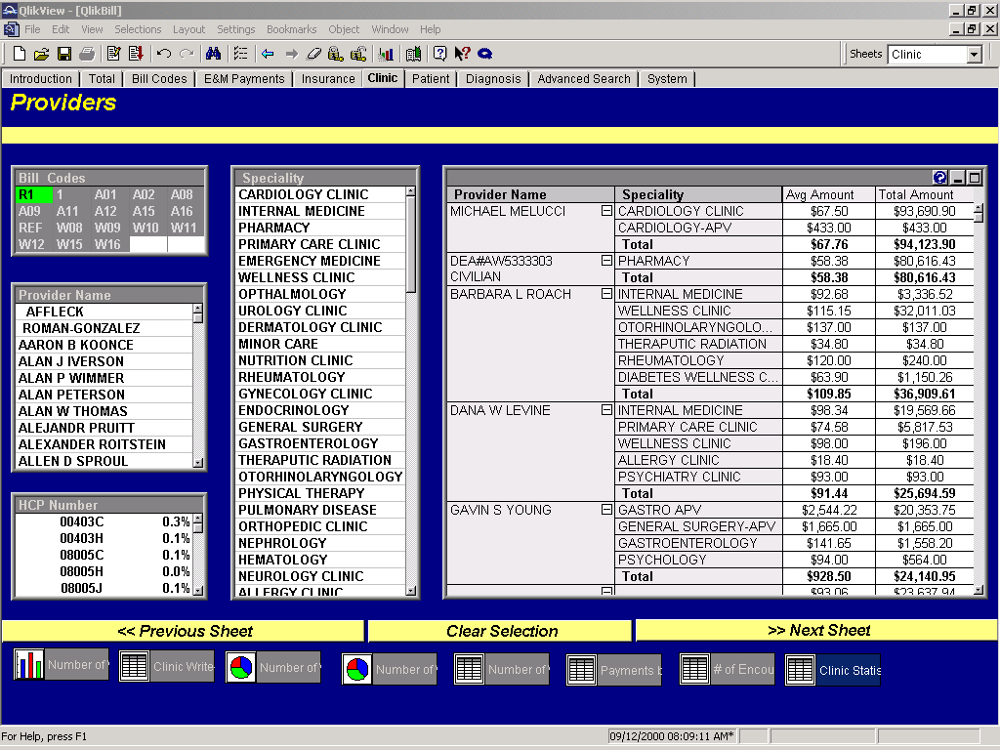 QlikView - [QlikBill]
File Edit View Selections Layout Settings Bookmarks Object Window Help
Sheets Clinic
Introduction Total Bill Codes E&M Payments Insurance Clinic Patient Diagnosis Advanced Search System
Providers
Bill Codes
R1 1 A01 A02 A08
A09 A11 A12 A15 A16
REF W08 W09 W10 W11
W12 W15 W16
Provider Name
AFFLECK
ROMAN-GONZALEZ
AARON B KOONCE
ALAN J IVERSON
ALAN P WIMMER
ALAN PETERSON
ALAN W THOMAS
ALEJANDR PRUITT
ALEXANDER ROITSTEIN
ALLEN D SPROUL
HCP Number
00403C 0.3%
00403H 0.1%
08005C 0.1%
08005H 0.0%
08005J 0.1%
Speciality
CARDIOLOGY CLINIC
INTERNAL MEDICINE
PHARMACY
PRIMARY CARE CLINIC
EMERGENCY MEDICINE
WELLNESS CLINIC
OPTHALMOLOGY
UROLOGY CLINIC
DERMATOLOGY CLINIC
MINOR CARE
NUTRITION CLINIC
RHEUMATOLOGY
GYNECOLOGY CLINIC
ENDOCRINOLOGY
GENERAL SURGERY
GASTROENTEROLOGY
THERAPUTIC RADIATION
OTORHINOLARYNGOLOGY
PHYSICAL THERAPY
PULMONARY DISEASE
ORTHOPEDIC CLINIC
NEPHROLOGY
HEMATOLOGY
NEUROLOGY CLINIC
ALLERGY CLINIC
Provider Name Speciality Avg Amount Total Amount
MICHAEL MELUCCI CARDIOLOGY CLINIC $67.50 $93,690.90
CARDIOLOGY-APV $433.00 $433.00
Total $67.76 $94,123.90
DEA#AW5333303 PHARMACY $58.38 $80,616.43
CIVILIAN Total $58.38 $80,616.43
BARBARA L ROACH INTERNAL MEDICINE $92.68 $3,336.52
WELLNESS CLINIC $115.15 $32,011.03
OTORHINOLARYNGOLO... $137.00 $137.00
THERAPUTIC RADIATION $34.80 $34.80
RHEUMATOLOGY $120.00 $240.00
DIABETES WELLNESS C... $63.90 $1,150.26
Total $109.85 $36,909.61
DANA W LEVINE INTERNAL MEDICINE $98.34 $19,569.66
PRIMARY CARE CLINIC $74.58 $5,817.53
WELLNESS CLINIC $98.00 $196.00
ALLERGY CLINIC $18.40 $18.40
PSYCHIATRY CLINIC $93.00 $93.00
Total $91.44 $25,694.59
GAVIN S YOUNG GASTRO APV $2,544.22 $20,353.75
GENERAL SURGERY-APV $1,665.00 $1,665.00
GASTROENTEROLOGY $141.65 $1,558.20
PSYCHOLOGY $94.00 $564.00
Total $928.50 $24,140.95
$93.06 $23,637.94
<< Previous Sheet Clear Selection >> Next Sheet
Number of Clinic Write Number of Number of Number of Payments b # of Encou Clinic Statis
For Help, press F1 09/12/2000 08:09:11 AM*